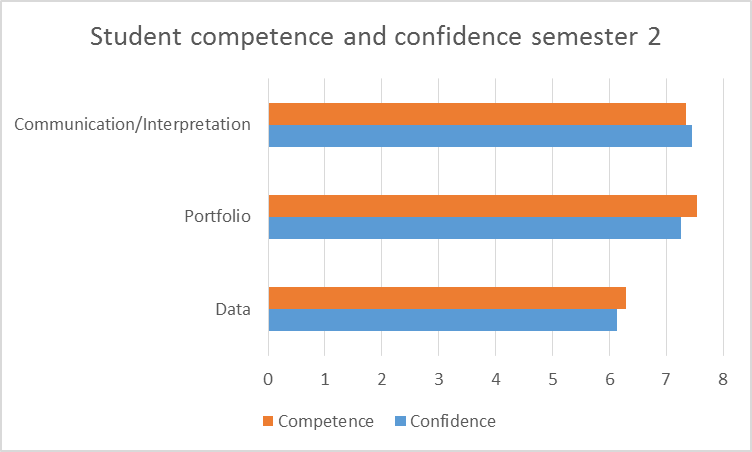 Student competence and confidence semester 2
Communication/Interpretation
Portfolio
Data
0 1 2 3 4 5 6 7 8
Competence Confidence